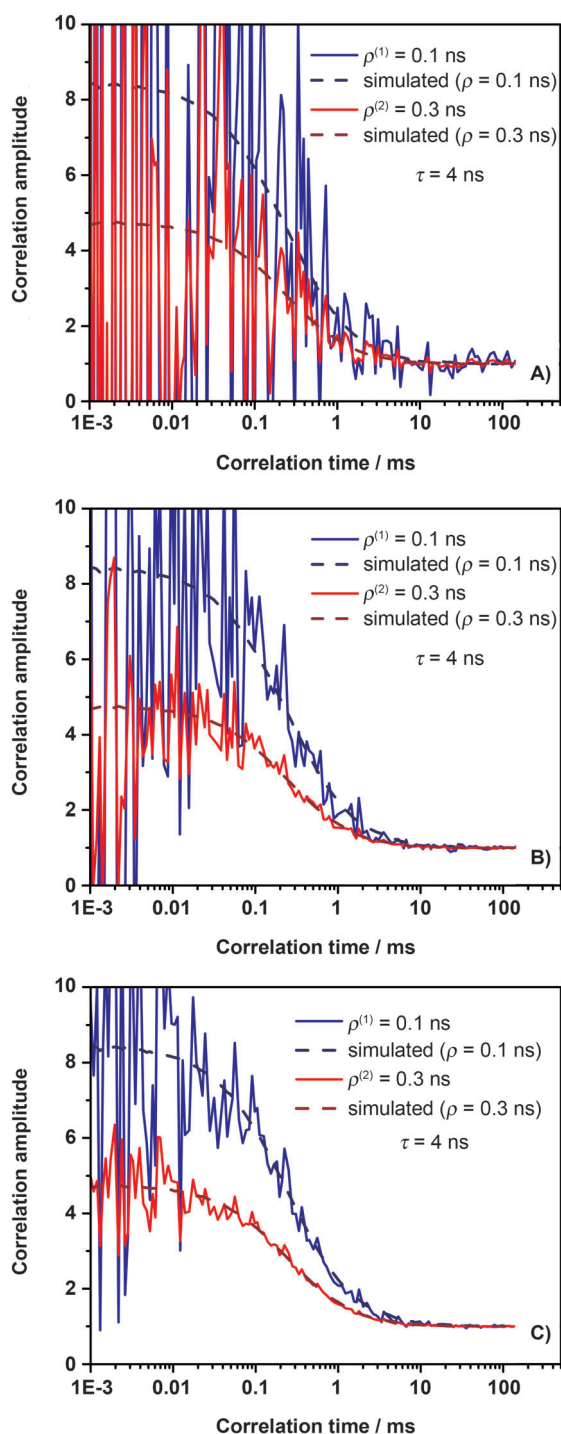 10
8
6
4
2
0
Correlation amplitude
ρ(1) = 0.1 ns
simulated (ρ = 0.1 ns)
ρ(2) = 0.3 ns
simulated (ρ = 0.3 ns)
τ = 4 ns
A)
1E-3 0.01 0.1 1 10 100
Correlation time / ms
10
8
6
4
2
0
Correlation amplitude
ρ(1) = 0.1 ns
simulated (ρ = 0.1 ns)
ρ(2) = 0.3 ns
simulated (ρ = 0.3 ns)
τ = 4 ns
B)
1E-3 0.01 0.1 1 10 100
Correlation time / ms
10
8
6
4
2
0
Correlation amplitude
ρ(1) = 0.1 ns
simulated (ρ = 0.1 ns)
ρ(2) = 0.3 ns
simulated (ρ = 0.3 ns)
τ = 4 ns
C)
1E-3 0.01 0.1 1 10 100
Correlation time / ms